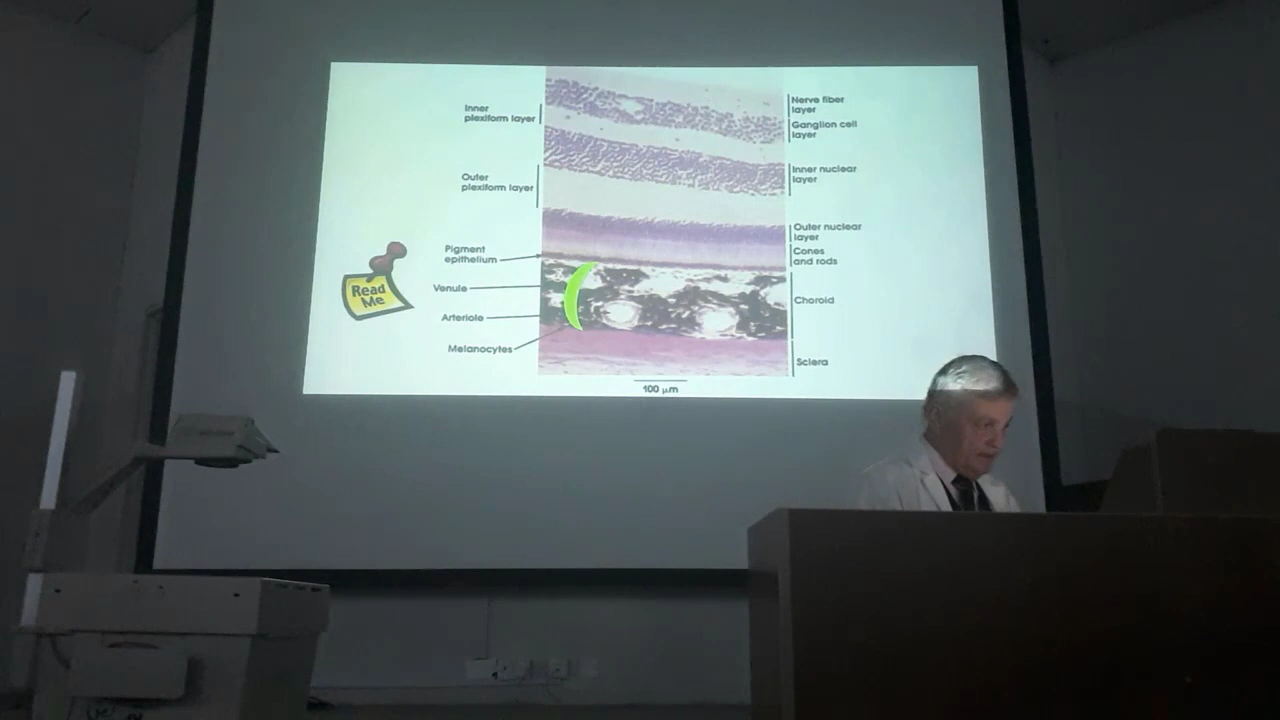 Inner
plexiform layer
Outer
plexiform layer
Pigment
epithelium
Venule
Arteriole
Melanocytes
Read
Me
Nerve fiber
layer
Ganglion cell
layer
Inner nuclear
layer
Outer nuclear
layer
Cones
and rods
Choroid
Sclera
100 µm